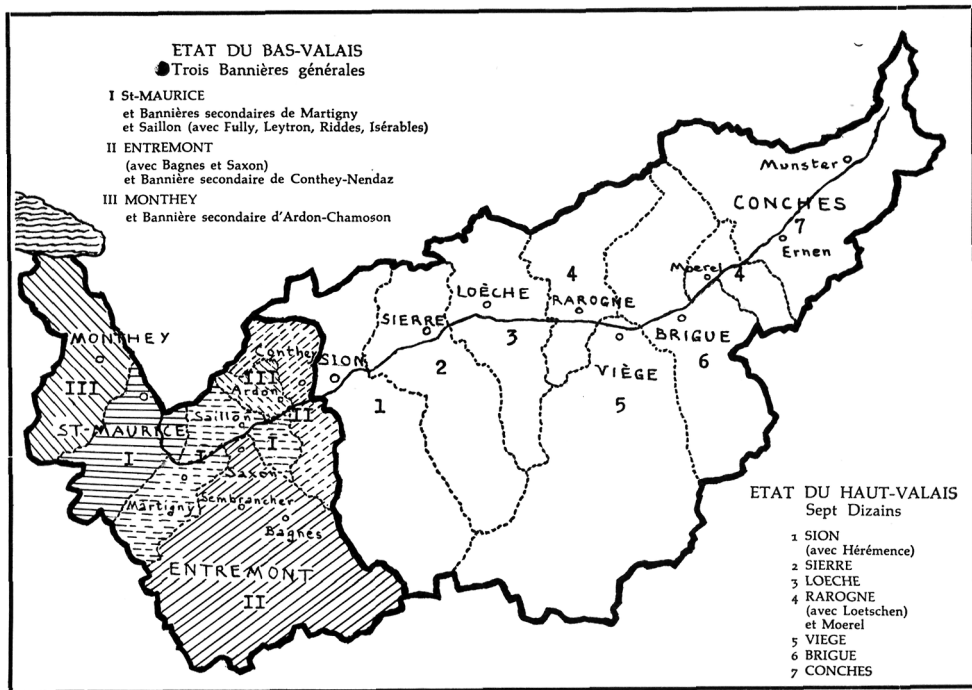 ETAT DU BAS-VALAIS
Trois Bannières générales
I St-MAURICE
et Bannières secondaires de Martigny
et Saillon (avec Fully, Leytron, Riddes, Isérables)
II ENTREMONT
(avec Bagnes et Saxon)
et Bannière secondaire de Conthey-Nendaz
III MONTHEY
et Bannière secondaire d'Ardon-Chamoson
Munster
CONCHES
7
Ernen
Moerel
4
4
LOÈCHE
RAROGNE
SIERRE
3
BRIGUE
6
2
VIÈGE
5
MONTHEY
III
Conthey
SION
1
III
Ardon
II
Saillon
ST-MAURICE
I
I
I
Saxon
Martigny
Sembrancher
Bagnes
ENTREMONT
II
ETAT DU HAUT-VALAIS
Sept Dizains
1 SION
(avec Hérémence)
2 SIERRE
3 LOECHE
4 RAROGNE
(avec Loetschen)
et Moerel
5 VIEGE
6 BRIGUE
7 CONCHES